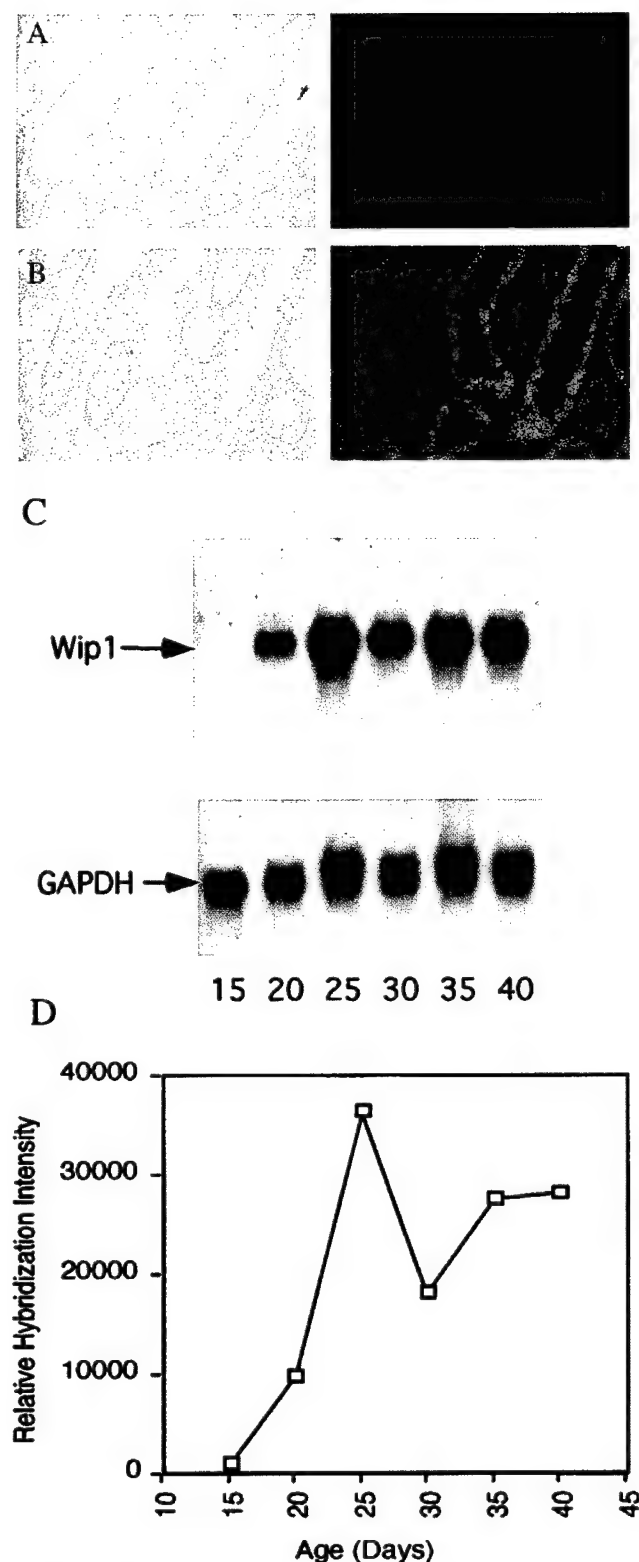 A
B
C
Wip1
GAPDH
15 20 25 30 35 40
D
40000
30000
20000
10000
0
Relative Hybridization Intensity
10 15 20 25 30 35 40 45
Age (Days)